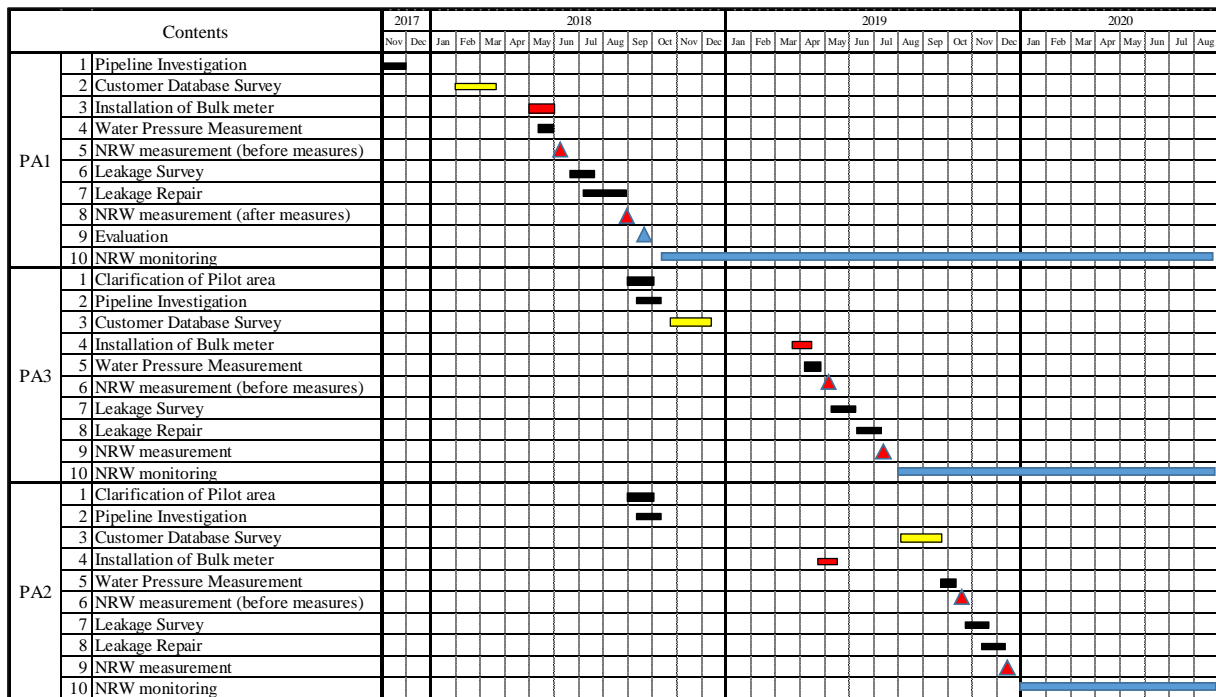 Contents
2017 2018 2019 2020
Nov Dec Jan Feb Mar Apr May Jun Jul Aug Sep Oct Nov Dec Jan Feb Mar Apr May Jun Jul Aug Sep Oct Nov Dec Jan Feb Mar Apr May Jun Jul Aug
PA1
1 Pipeline Investigation
2 Customer Database Survey
3 Installation of Bulk meter
4 Water Pressure Measurement
5 NRW measurement (before measures)
6 Leakage Survey
7 Leakage Repair
8 NRW measurement (after measures)
9 Evaluation
10 NRW monitoring
PA3
1 Clarification of Pilot area
2 Pipeline Investigation
3 Customer Database Survey
4 Installation of Bulk meter
5 Water Pressure Measurement
6 NRW measurement (before measures)
7 Leakage Survey
8 Leakage Repair
9 NRW measurement
10 NRW monitoring
PA2
1 Clarification of Pilot area
2 Pipeline Investigation
3 Customer Database Survey
4 Installation of Bulk meter
5 Water Pressure Measurement
6 NRW measurement (before measures)
7 Leakage Survey
8 Leakage Repair
9 NRW measurement
10 NRW monitoring